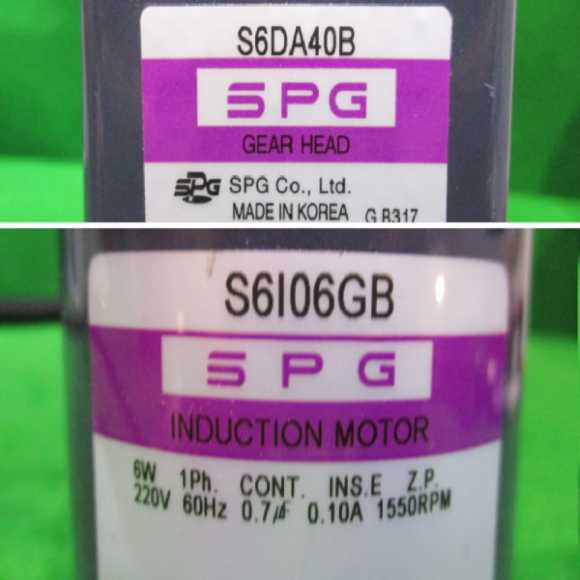 S6DA40B
SPG
GEAR HEAD
SPG SPG Co., Ltd.
MADE IN KOREA G B317
S6I06GB
SPG
INDUCTION MOTOR
6W 1Ph. CONT. INS.E Z.P.
220V 60Hz 0.7㎌ 0.10A 1550RPM